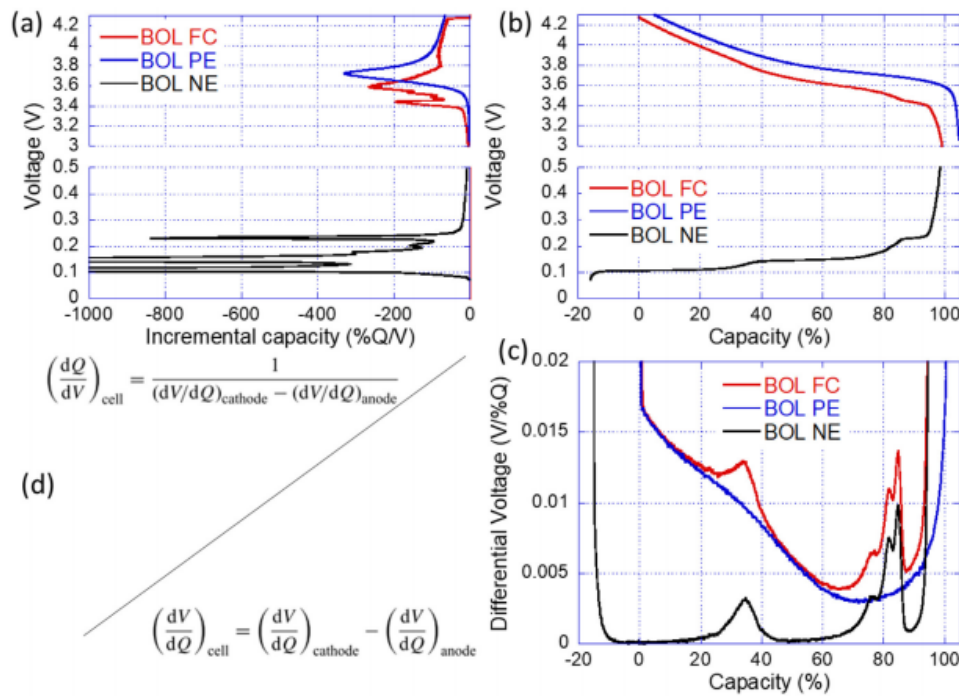 (a)
4.2
4
3.8
3.6
3.4
3.2
3
Voltage (V)
BOL FC
BOL PE
BOL NE
0.5
0.4
0.3
0.2
0.1
0
Voltage (V)
-1000 -800 -600 -400 -200 0
Incremental capacity (%Q/V)
(b)
4.2
4
3.8
3.6
3.4
3.2
3
Voltage (V)
0.5
0.4
0.3
0.2
0.1
0
BOL FC
BOL PE
BOL NE
-20 0 20 40 60 80 100
Capacity (%)
(dQ/dV)cell = 1/((dV/dQ)cathode − (dV/dQ)anode)
(d)
(dV/dQ)cell = (dV/dQ)cathode − (dV/dQ)anode
(c)
0.02
0.015
0.01
0.005
0
Differential Voltage (V/%Q)
BOL FC
BOL PE
BOL NE
-20 0 20 40 60 80 100
Capacity (%)